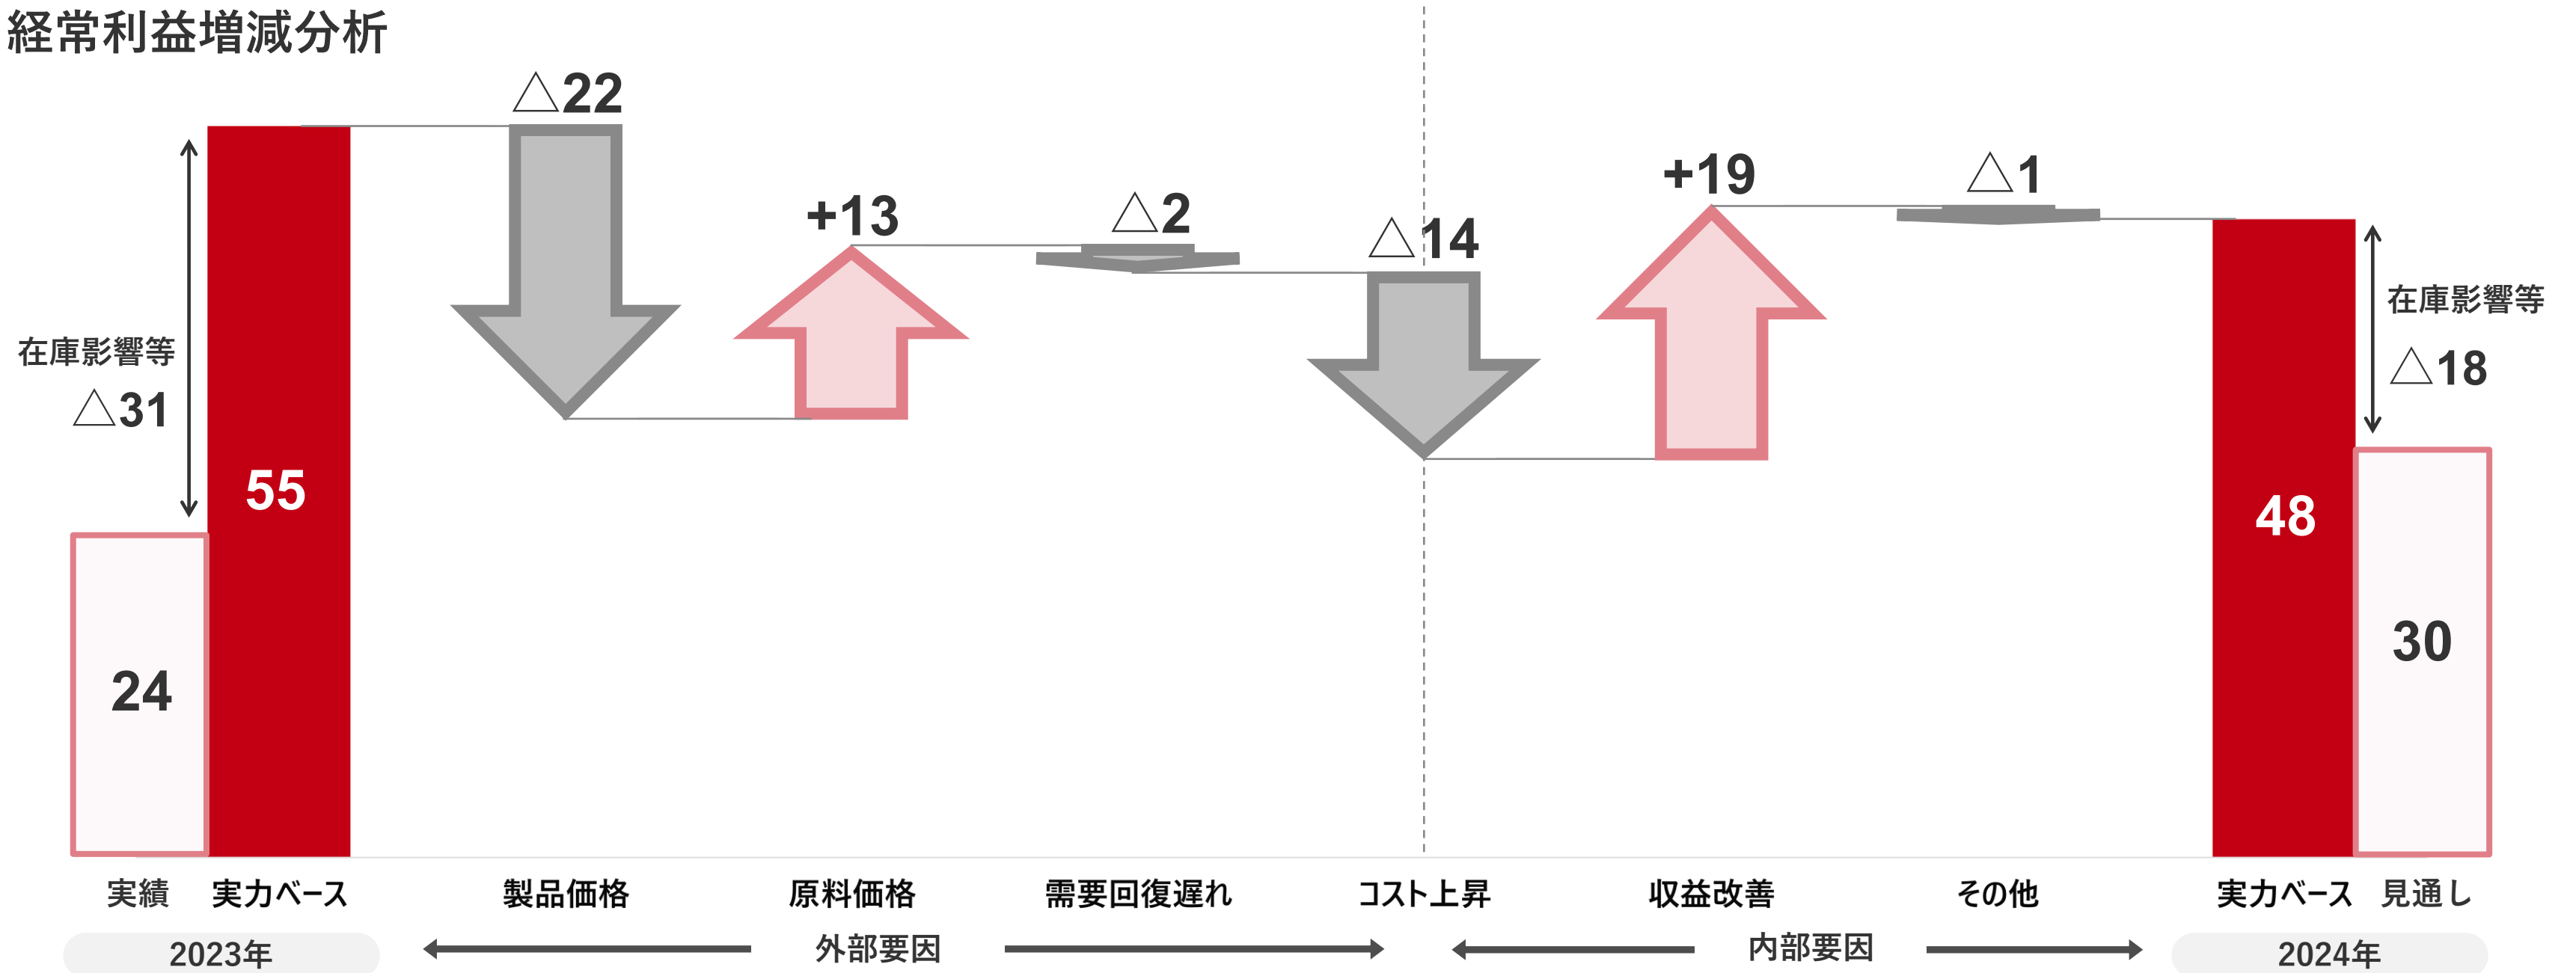 経常利益増減分析
△22
+13
△2
△14
+19
△1
在庫影響等
△31
55
24
在庫影響等
△18
48
30
実績
実力ベース
製品価格
原料価格
需要回復遅れ
コスト上昇
収益改善
その他
実力ベース
見通し
2023年
外部要因
内部要因
2024年